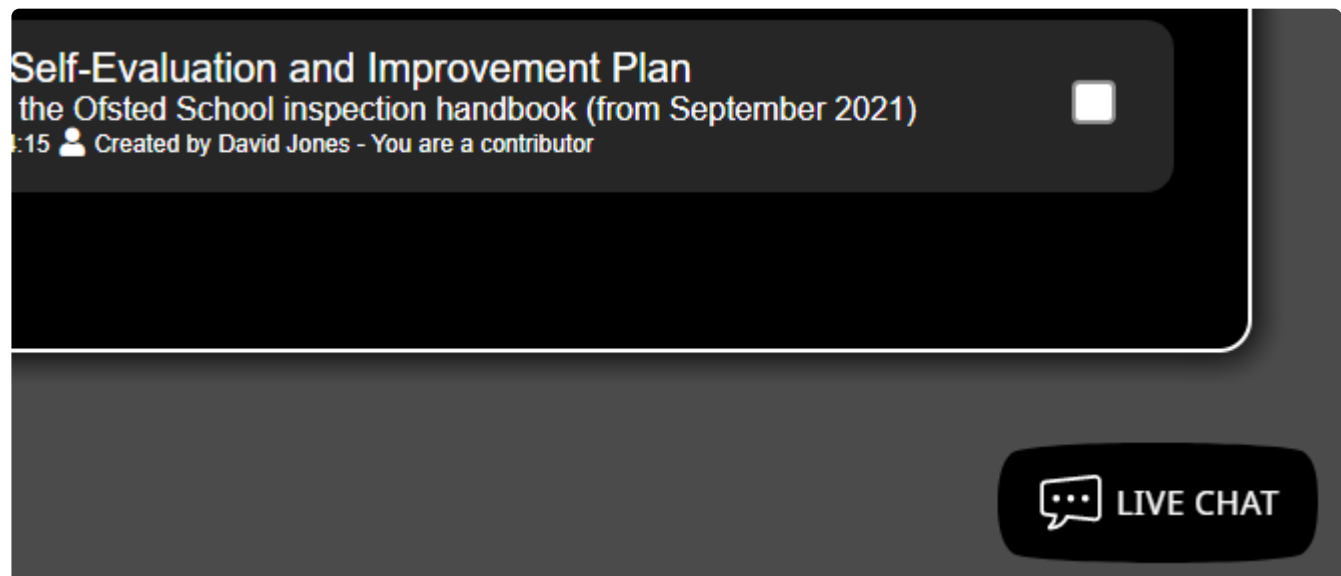 Self-Evaluation and Improvement Plan
the Ofsted School inspection handbook (from September 2021)
:15 Created by David Jones - You are a contributor
LIVE CHAT